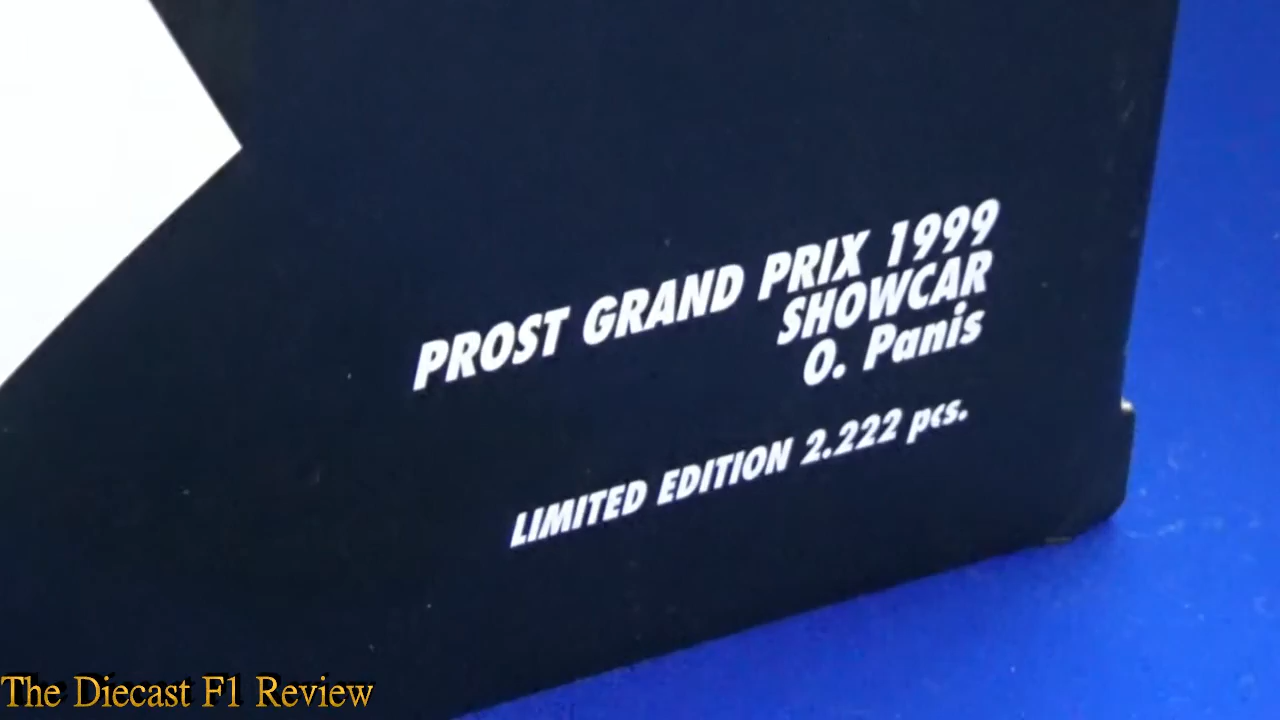 PROST GRAND PRIX 1999
SHOWCAR
O. Panis
LIMITED EDITION 2.222 pcs.
The Diecast F1 Review